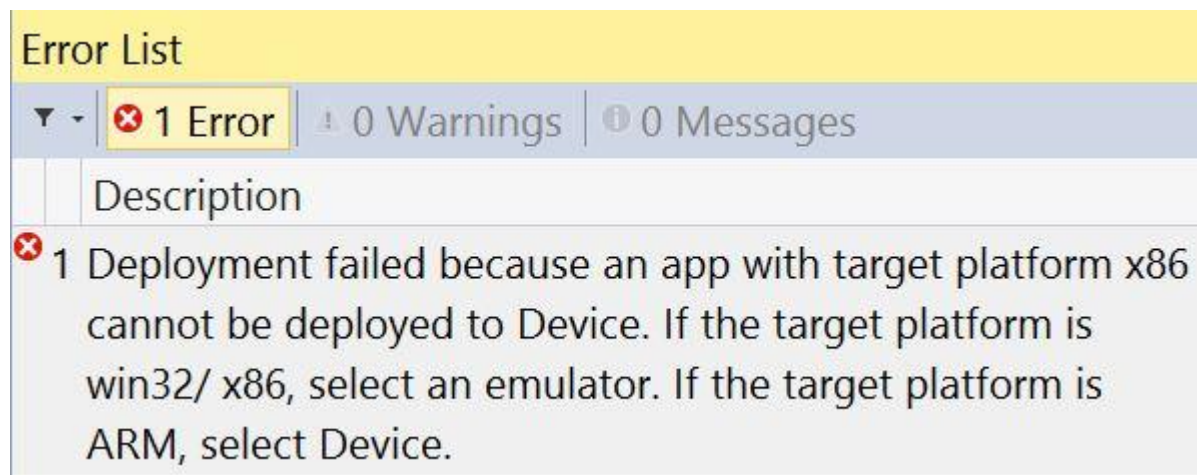 Error List
1 Error 0 Warnings 0 Messages
Description
1 Deployment failed because an app with target platform x86
cannot be deployed to Device. If the target platform is
win32/ x86, select an emulator. If the target platform is
ARM, select Device.